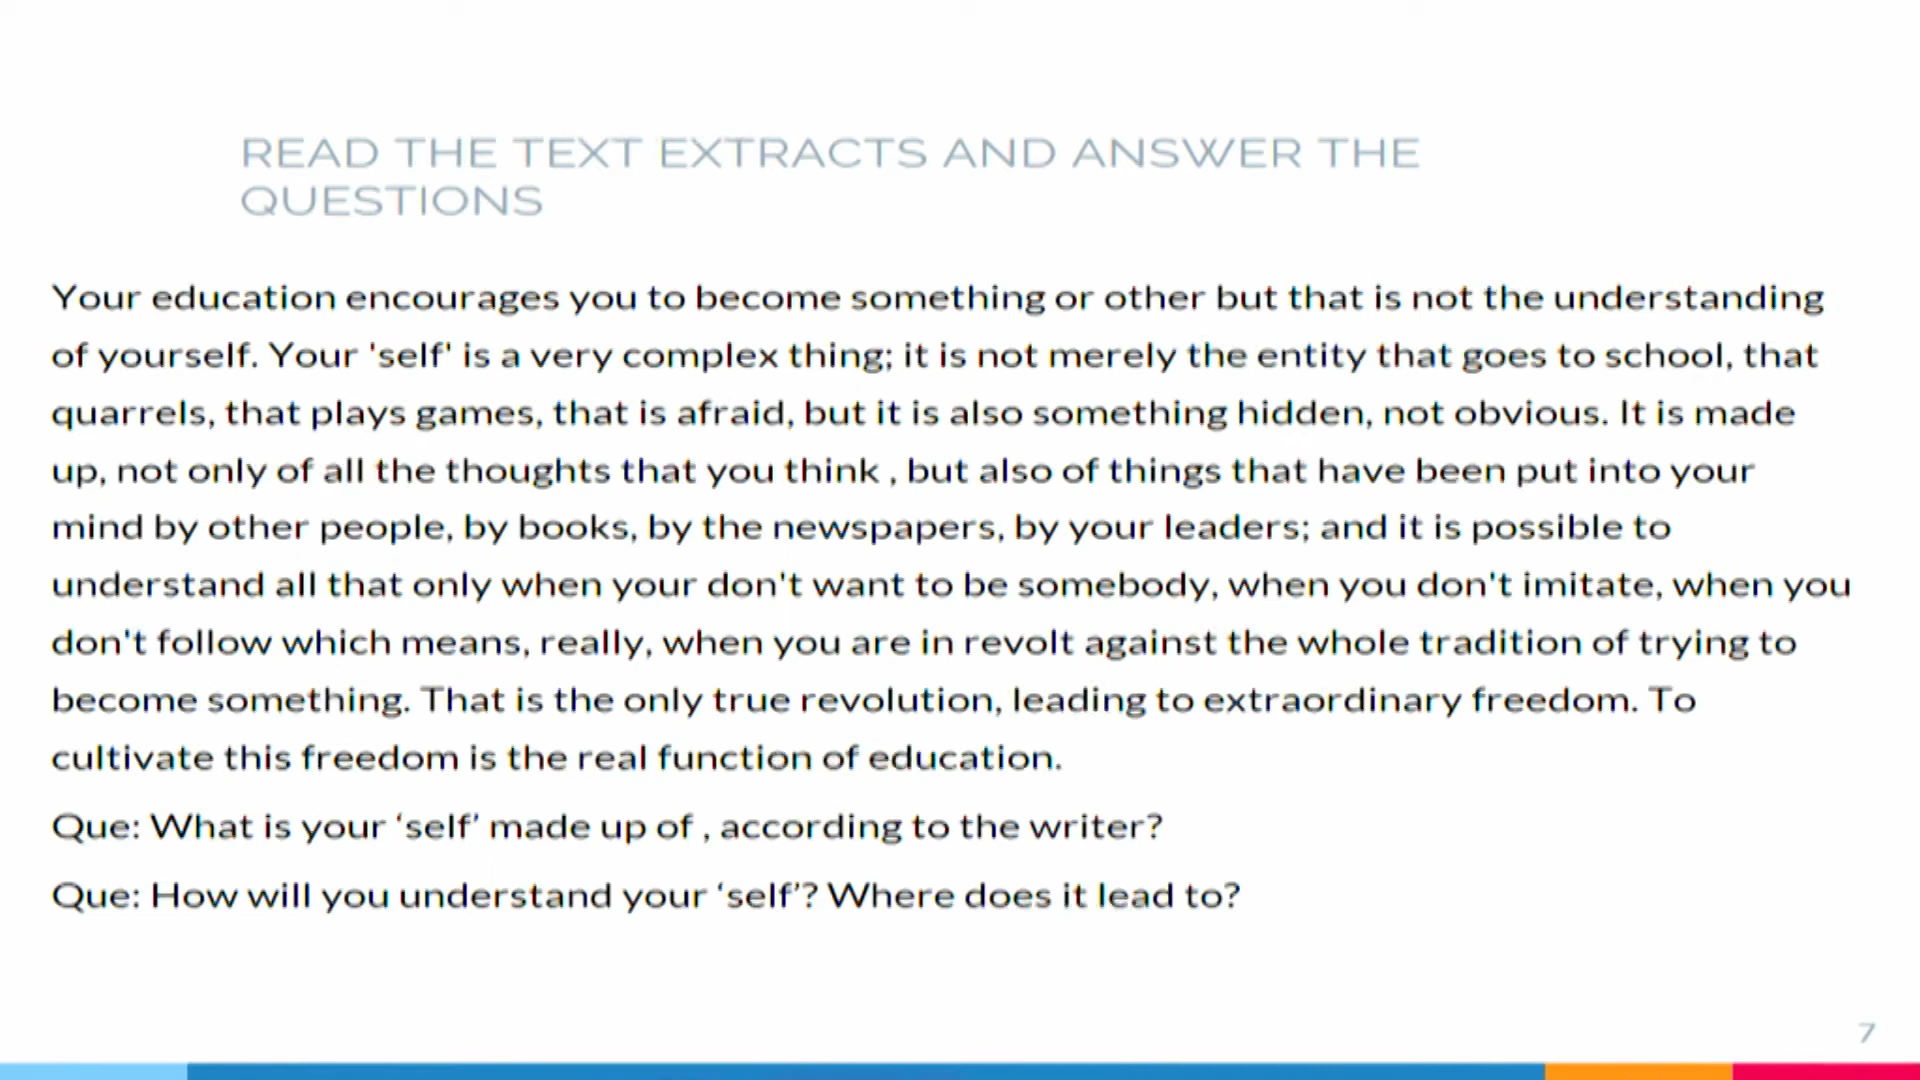 READ THE TEXT EXTRACTS AND ANSWER THE
QUESTIONS
Your education encourages you to become something or other but that is not the understanding
of yourself. Your 'self' is a very complex thing; it is not merely the entity that goes to school, that
quarrels, that plays games, that is afraid, but it is also something hidden, not obvious. It is made
up, not only of all the thoughts that you think , but also of things that have been put into your
mind by other people, by books, by the newspapers, by your leaders; and it is possible to
understand all that only when your don't want to be somebody, when you don't imitate, when you
don't follow which means, really, when you are in revolt against the whole tradition of trying to
become something. That is the only true revolution, leading to extraordinary freedom. To
cultivate this freedom is the real function of education.
Que: What is your ‘self’ made up of , according to the writer?
Que: How will you understand your ‘self’? Where does it lead to?
7